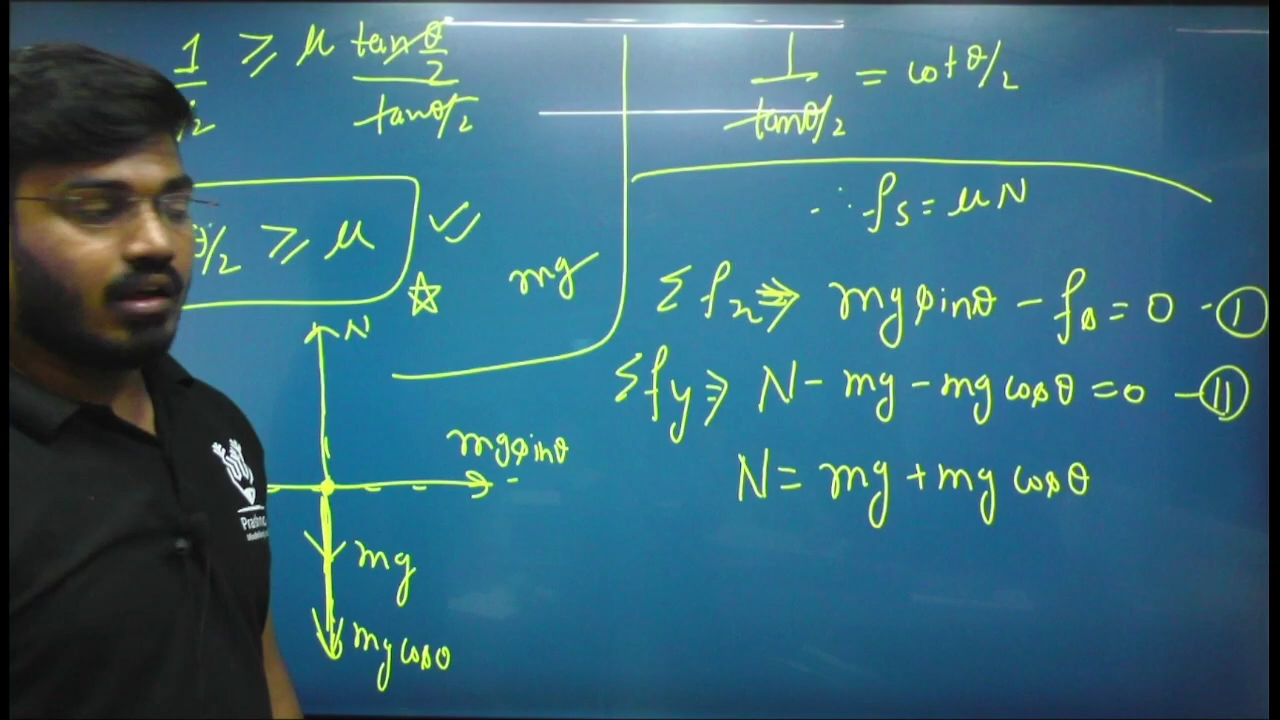 1 ≥ μ tanθ/2
/2 tanθ/2
θ/2 ≥ μ
mg
N
mg sinθ
mg
mg cosθ
1/tanθ/2 = cotθ/2
∴ fs = μN
Σfx ⇒ mg sinθ - fs = 0 - Ⓘ
Σfy ⇒ N - mg - mg cosθ = 0 - Ⓘ Ⓘ
N = mg + mg cosθ